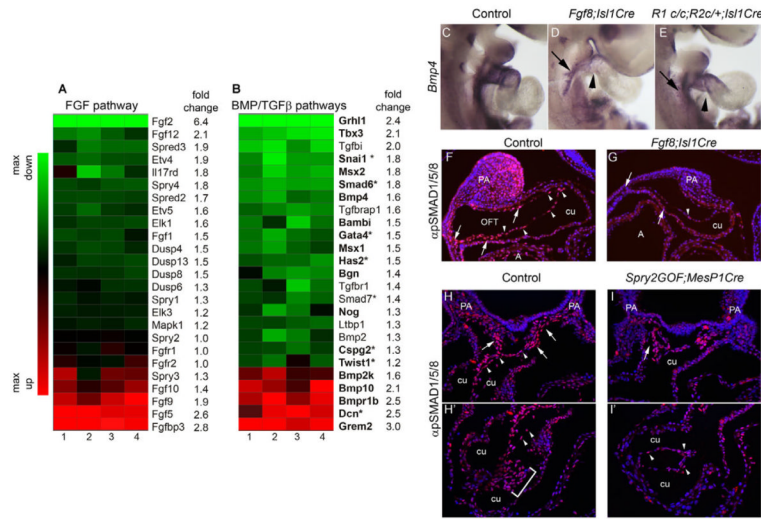 Control
Fgf8;Isl1Cre
R1 c/c;R2c/+;Isl1Cre
C
D
E
Bmp4
A
FGF pathway
fold change
B
BMP/TGFβ pathways
fold change
max down
max up
Fgf2 6.4
Fgf12 2.1
Spred3 1.9
Etv4 1.9
Il17rd 1.8
Spry4 1.8
Spred2 1.7
Etv5 1.6
Elk1 1.6
Fgf1 1.5
Dusp4 1.5
Dusp13 1.5
Dusp8 1.5
Dusp6 1.3
Spry1 1.3
Elk3 1.2
Mapk1 1.2
Spry2 1.0
Fgfr1 1.0
Fgfr2 1.0
Spry3 1.3
Fgf10 1.4
Fgf9 1.9
Fgf5 2.6
Fgfbp3 2.8
1 2 3 4
Grhl1 2.4
Tbx3 2.1
Tgfbi 2.0
Snai1 * 1.8
Msx2 1.8
Smad6* 1.8
Bmp4 1.6
Tgfbrap1 1.6
Bambi 1.5
Gata4* 1.5
Msx1 1.5
Has2* 1.5
Bgn 1.4
Tgfbr1 1.4
Smad7* 1.4
Nog 1.3
Ltbp1 1.3
Bmp2 1.3
Cspg2* 1.3
Twist1* 1.2
Bmp2k 1.6
Bmp10 2.1
Bmpr1b 2.5
Dcn* 2.5
Grem2 3.0
1 2 3 4
Control
Fgf8;Isl1Cre
αpSMAD1/5/8
F
PA
OFT
cu
A
G
PA
cu
A
Control
Spry2GOF;MesP1Cre
αpSMAD1/5/8
H
PA
PA
cu
cu
I
PA
PA
cu
H'
cu
cu
I'
cu
cu